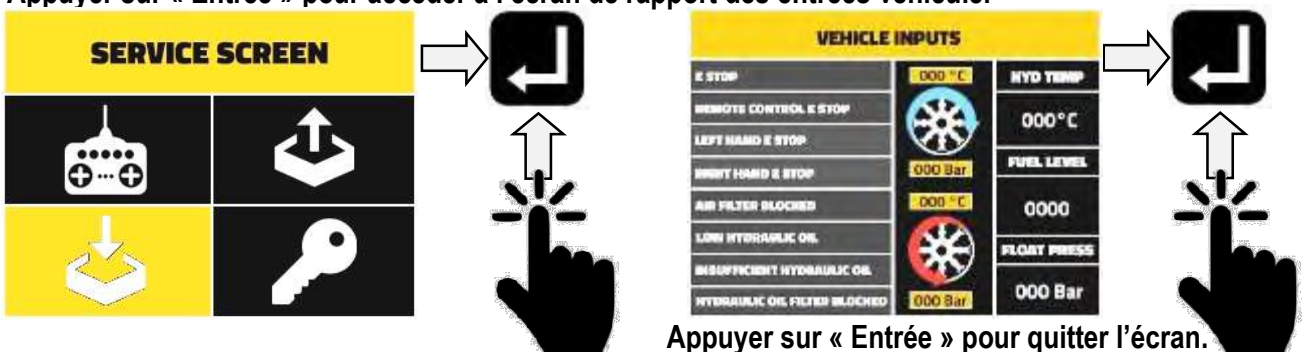 Appuyer sur « Entrée » pour accéder à l'écran de rapport des entrées véhicule.
SERVICE SCREEN
VEHICLE INPUTS
E STOP
REMOTE CONTROL E STOP
LEFT HAND E STOP
RIGHT HAND E STOP
AIR FILTER BLOCKED
LOW HYDRAULIC OIL
INSUFFICIENT HYDRAULIC OIL
HYDRAULIC OIL FILTER BLOCKED
000 °C
000 Bar
000 °C
000 Bar
HYD TEMP
000°C
FUEL LEVEL
0000
FLOAT PRESS
000 Bar
Appuyer sur « Entrée » pour quitter l'écran.